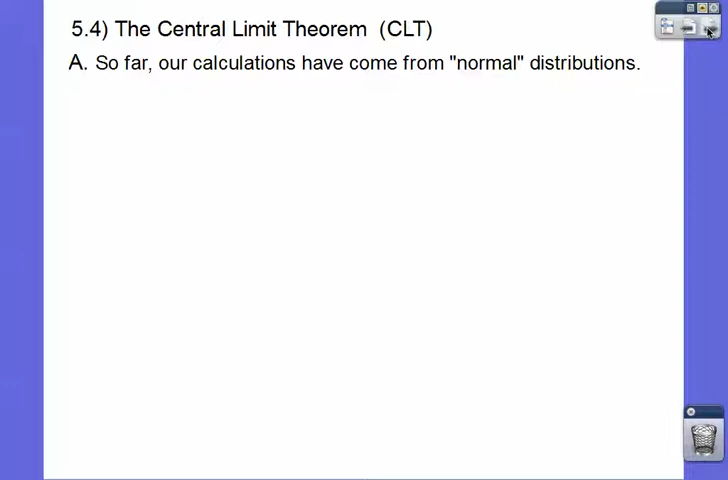 5.4) The Central Limit Theorem (CLT)
A. So far, our calculations have come from "normal" distributions.